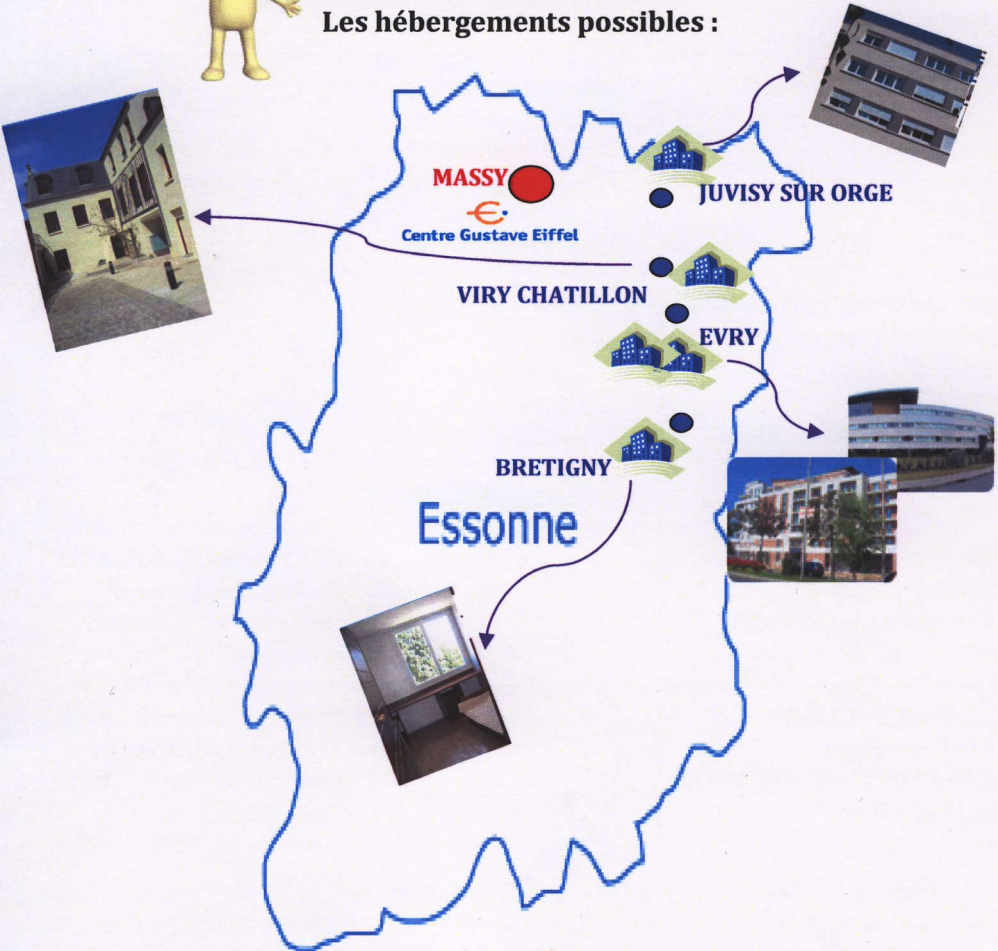 Les hébergements possibles :
MASSY
JUVISY SUR ORGE
Centre Gustave Eiffel
VIRY CHATILLON
EVRY
BRETIGNY
Essonne